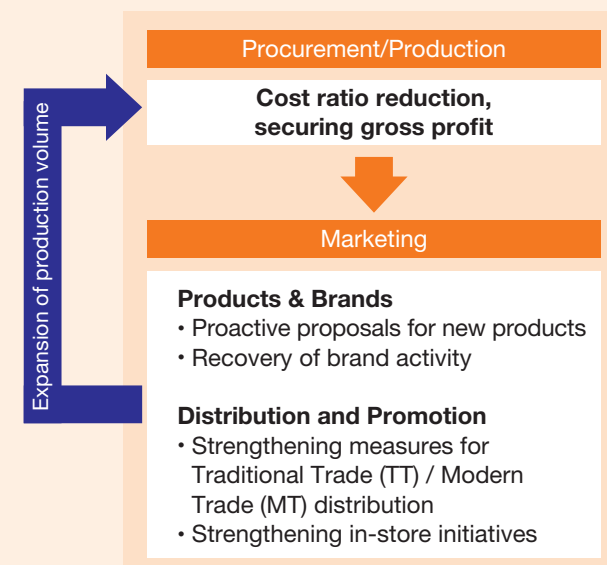 Procurement/Production
Cost ratio reduction,
securing gross profit
Expansion of production volume
Marketing
Products & Brands
・Proactive proposals for new products
・Recovery of brand activity
Distribution and Promotion
・Strengthening measures for
Traditional Trade (TT) / Modern
Trade (MT) distribution
・Strengthening in-store initiatives